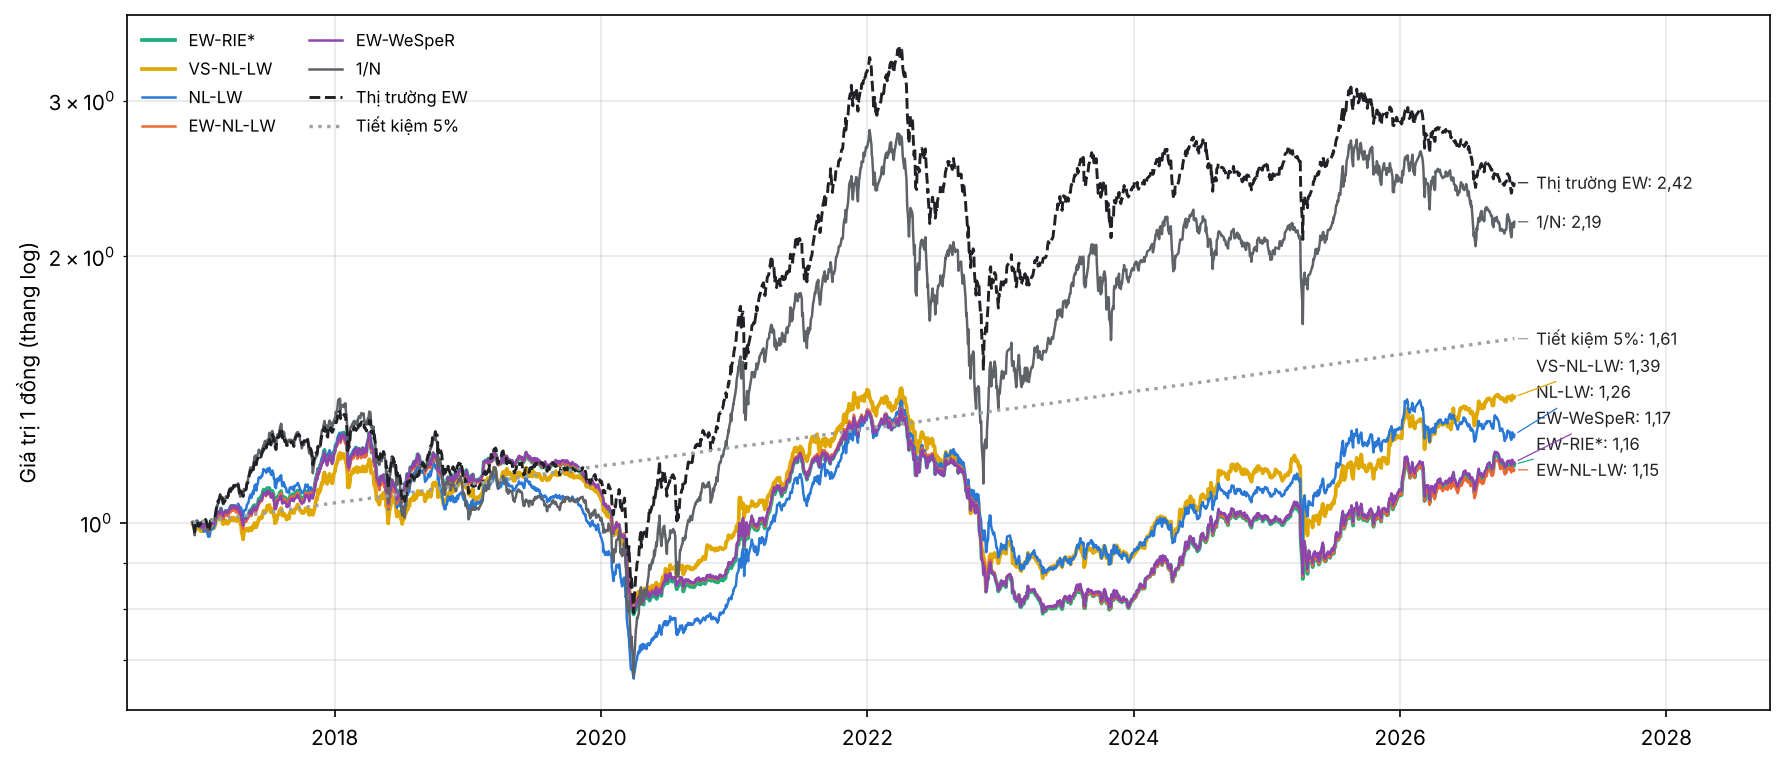 EW-RIE*
VS-NL-LW
NL-LW
EW-NL-LW
EW-WeSpeR
1/N
Thị trường EW
Tiết kiệm 5%
Giá trị 1 đồng (thang log)
3 × 10⁰
2 × 10⁰
10⁰
Thị trường EW: 2,42
1/N: 2,19
Tiết kiệm 5%: 1,61
VS-NL-LW: 1,39
NL-LW: 1,26
EW-WeSpeR: 1,17
EW-RIE*: 1,16
EW-NL-LW: 1,15
2018
2020
2022
2024
2026
2028